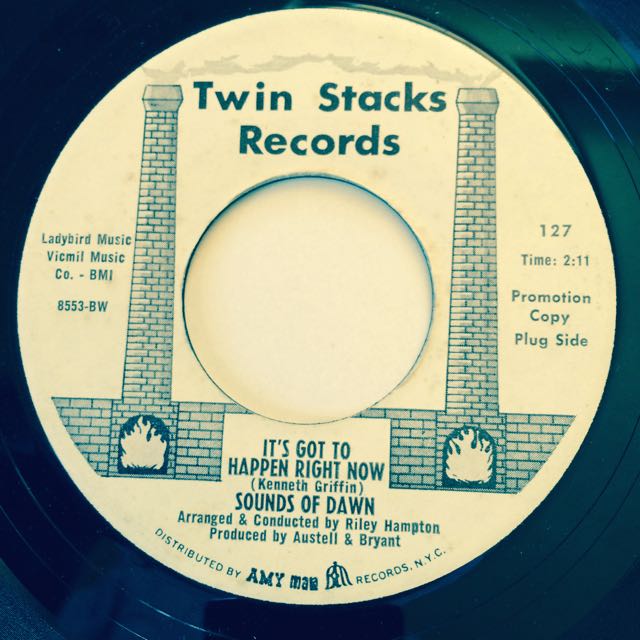 Twin Stacks
Records
Ladybird Music
Vicmil Music
Co. - BMI
8553-BW
127
Time: 2:11
Promotion
Copy
Plug Side
IT'S GOT TO
HAPPEN RIGHT NOW
(Kenneth Griffin)
SOUNDS OF DAWN
Arranged & Conducted by Riley Hampton
Produced by Austell & Bryant
DISTRIBUTED BY AMY mala BELL RECORDS, N.Y.C.